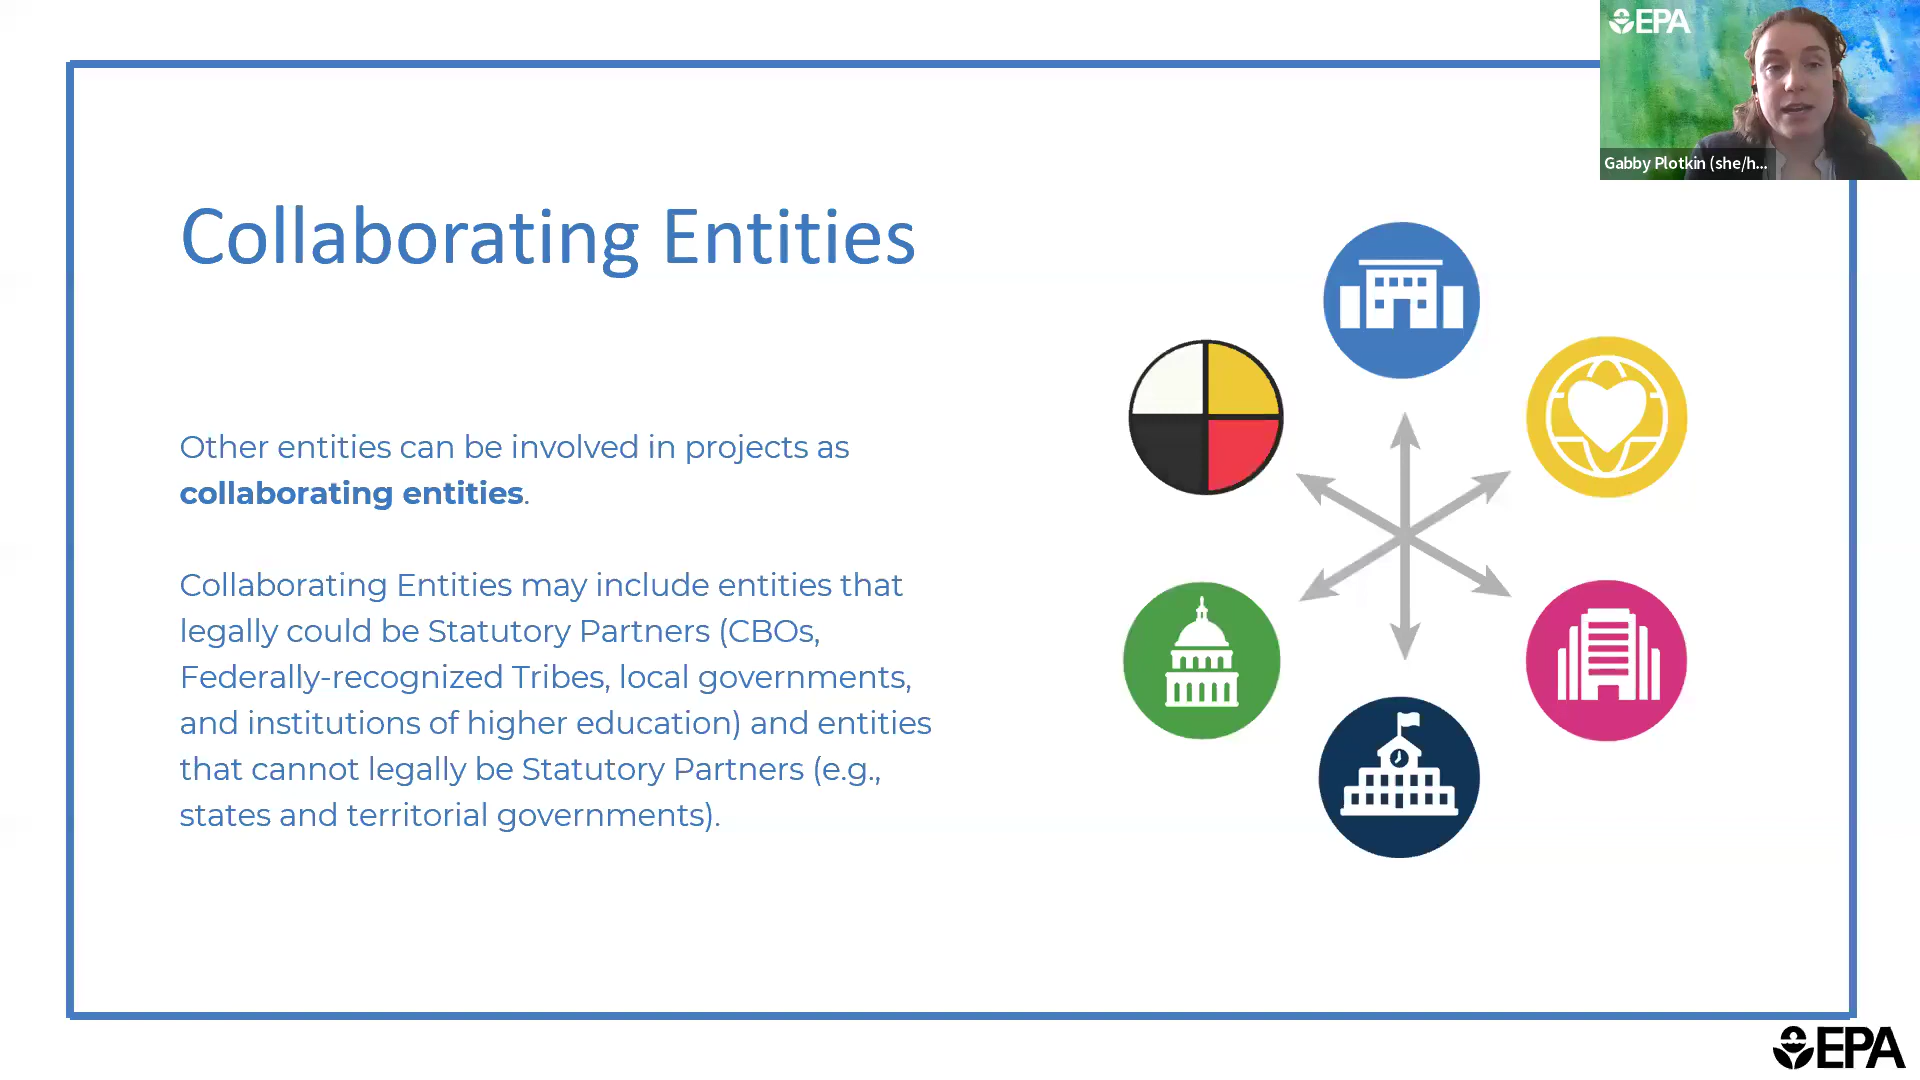 EPA
Gabby Plotkin (she/h...
Collaborating Entities
Other entities can be involved in projects as
collaborating entities.
Collaborating Entities may include entities that
legally could be Statutory Partners (CBOs,
Federally-recognized Tribes, local governments,
and institutions of higher education) and entities
that cannot legally be Statutory Partners (e.g.,
states and territorial governments).
EPA